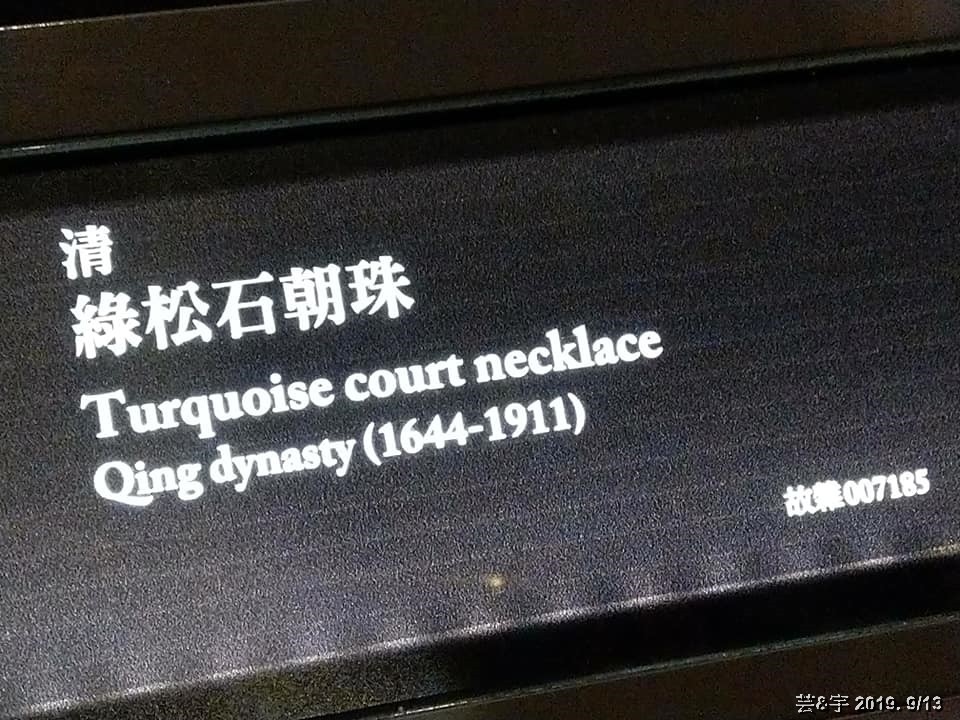 清
綠松石朝珠
Turquoise court necklace
Qing dynasty (1644-1911)
故雜007185
芸&宇 2019. 9/13